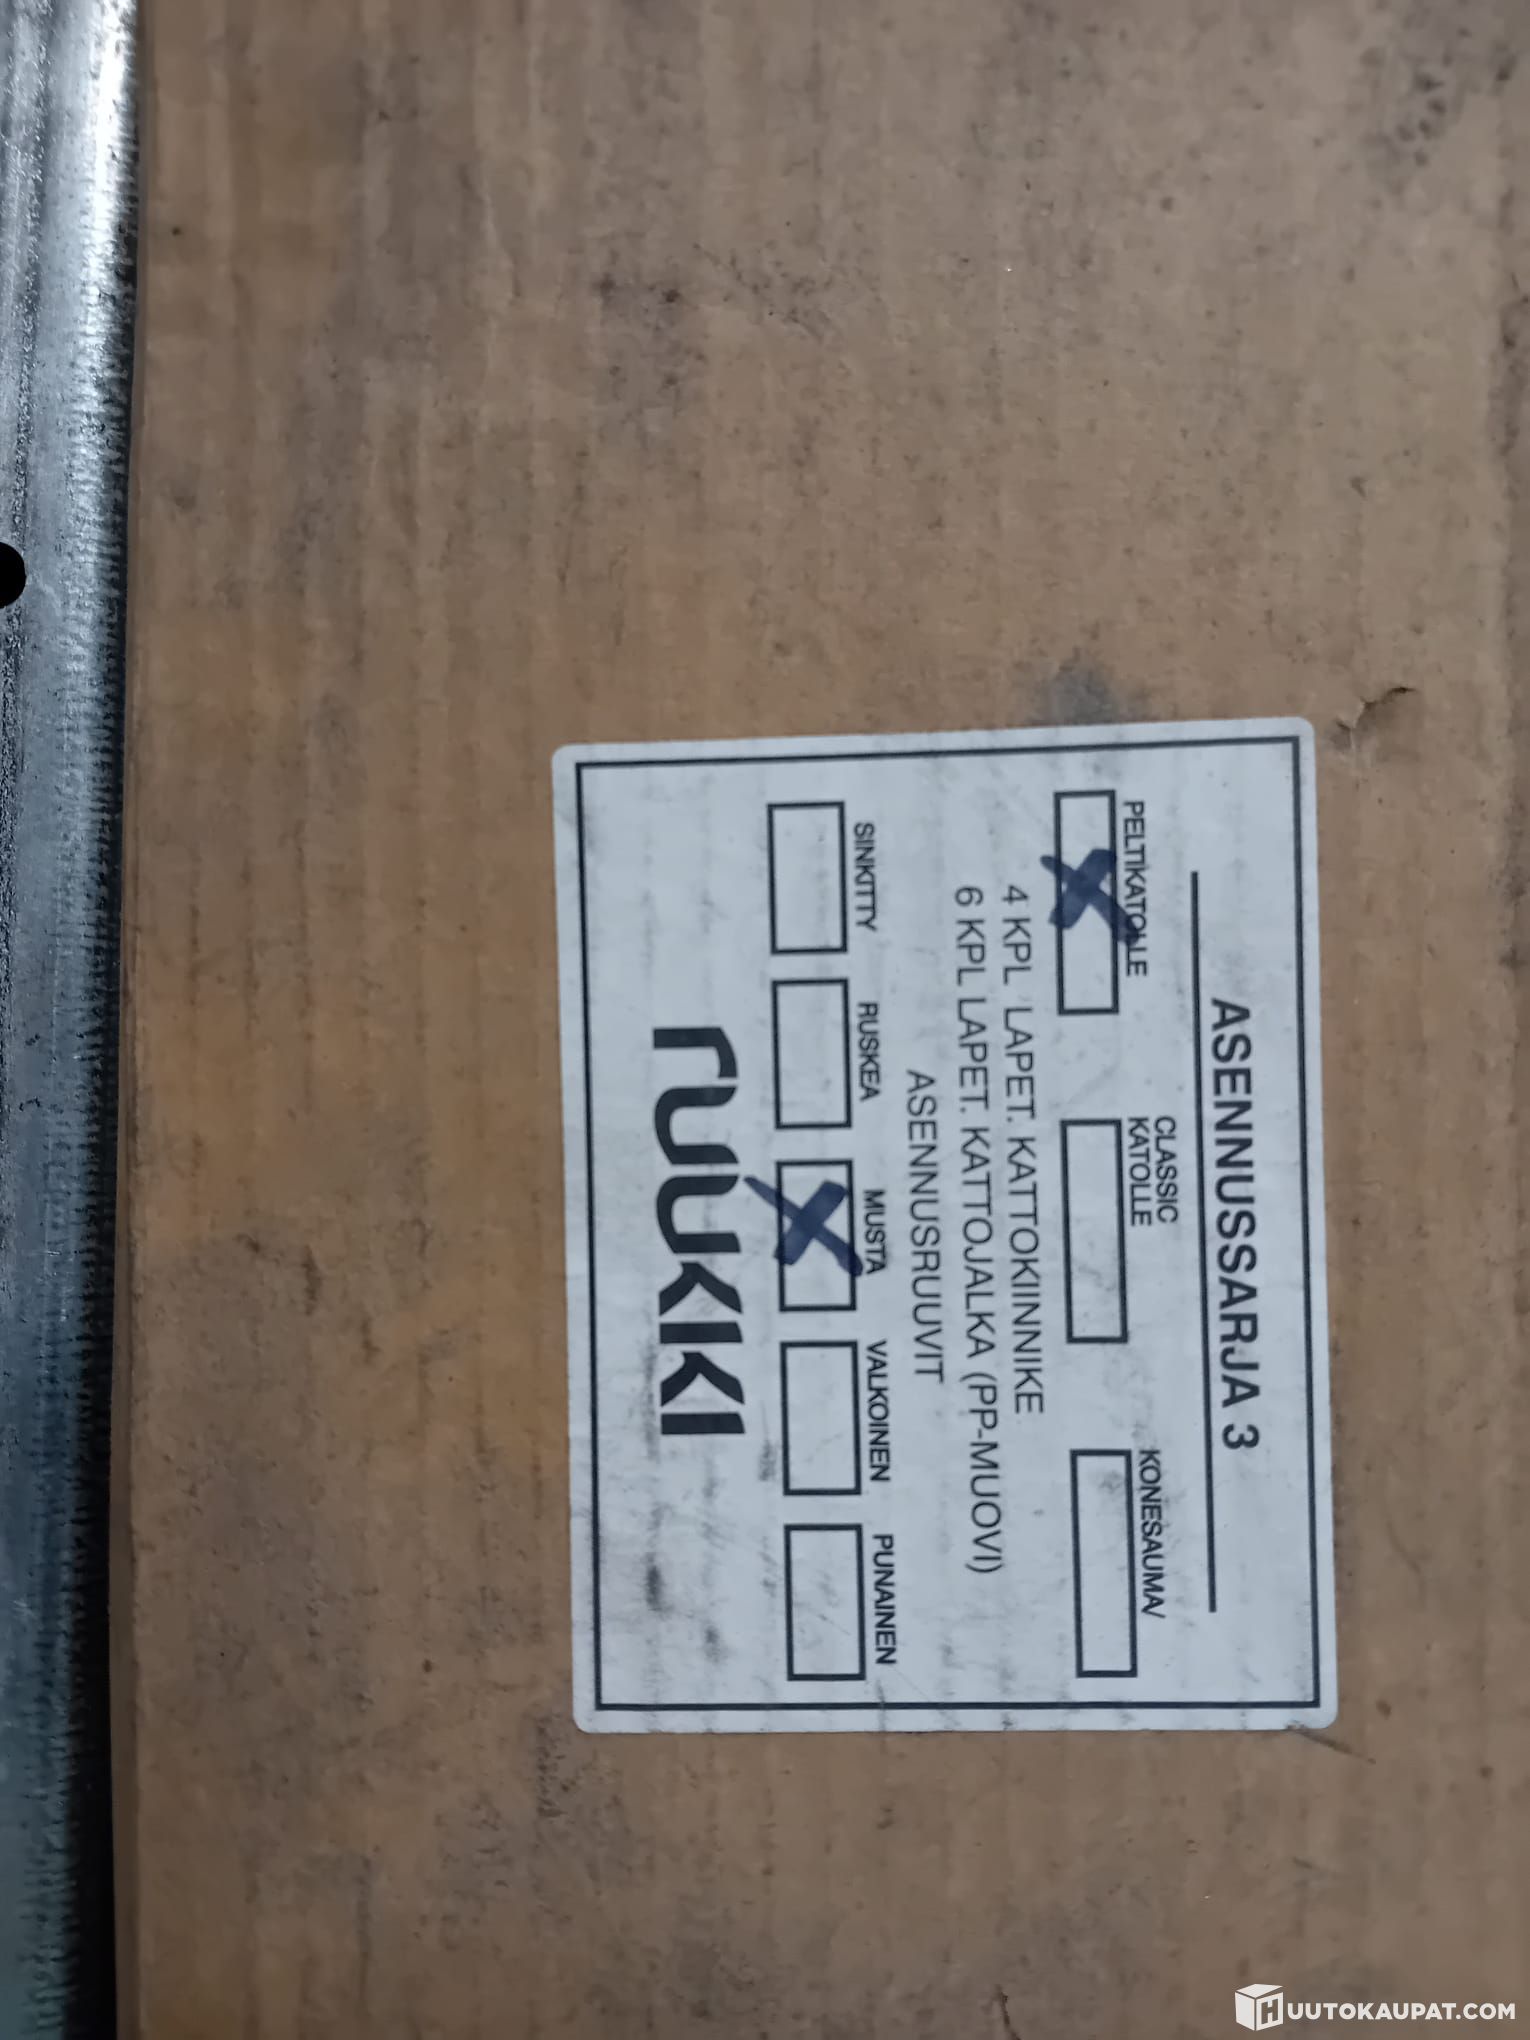 ASENNUSSARJA 3
PELTIKATOLLE
CLASSIC
KATOLLE
KONESAUMA/
4 KPL LAPET. KATTOKIINNIKE
6 KPL LAPET. KATTOJALKA (PP-MUOVI)
ASENNUSRUUVIT
SINKITTY RUSKEA MUSTA VALKOINEN PUNAINEN
ruukki
HUUTOKAUPAT.COM